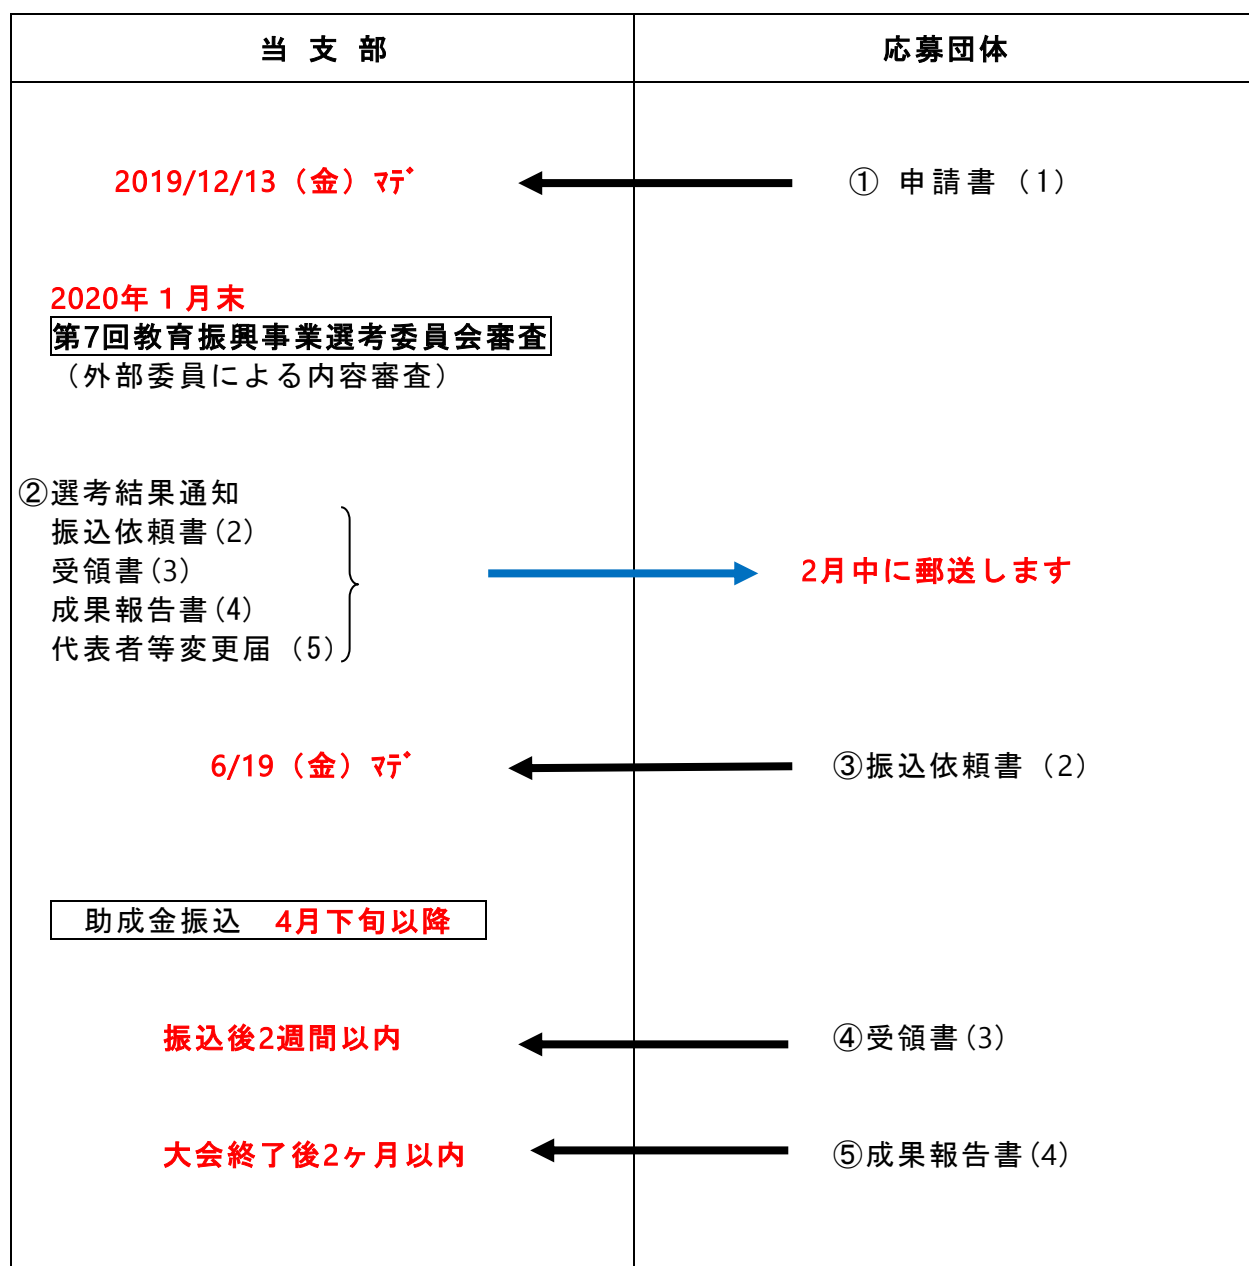 当 支 部
応募団体
2019/12/13（金）ﾏﾃﾞ
① 申請書（1）
2020年１月末
第7回教育振興事業選考委員会審査
（外部委員による内容審査）
②選考結果通知
振込依頼書(2)
受領書(3)
成果報告書(4)
代表者等変更届（5）
2月中に郵送します
6/19（金）ﾏﾃﾞ
③振込依頼書（2）
助成金振込　4月下旬以降
振込後2週間以内
④受領書(3)
大会終了後2ヶ月以内
⑤成果報告書(4)